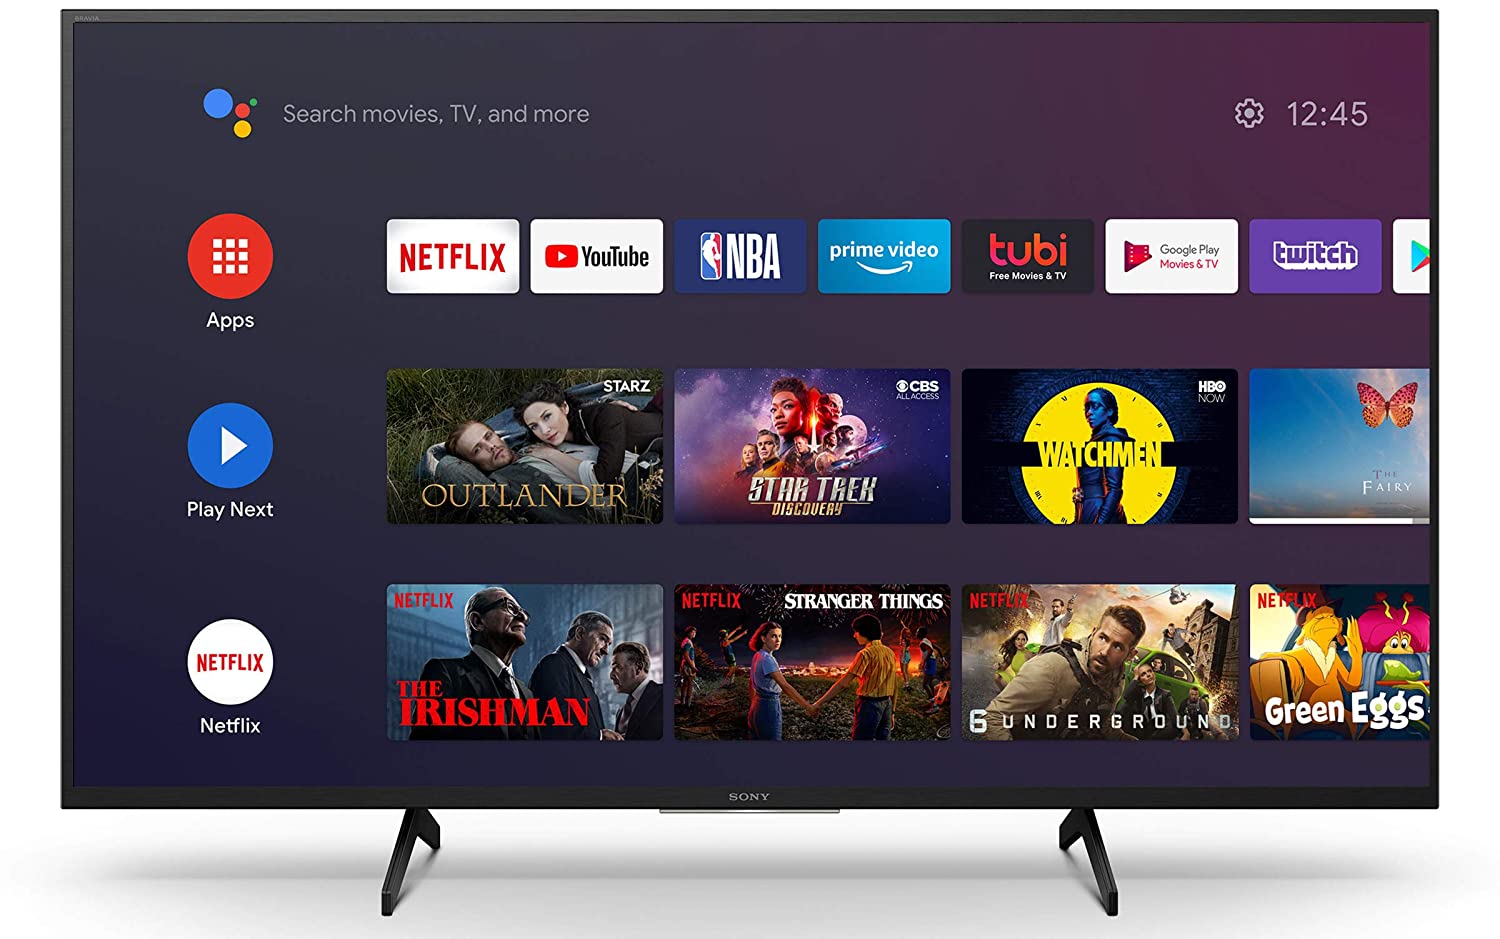 BRAVIA
Search movies, TV, and more
12:45
Apps
NETFLIX
YouTube
NBA
prime video
tubi
Free Movies & TV
Google Play
Movies & TV
twitch
Play Next
STARZ
OUTLANDER
CBS
ALL ACCESS
STAR TREK
DISCOVERY
HBO
NOW
WATCHMEN
THE
FAIRY
NETFLIX
Netflix
NETFLIX
THE
IRISHMAN
NETFLIX
STRANGER THINGS
NETFLIX
6 UNDERGROUND
NETFLIX
Green Eggs
SONY